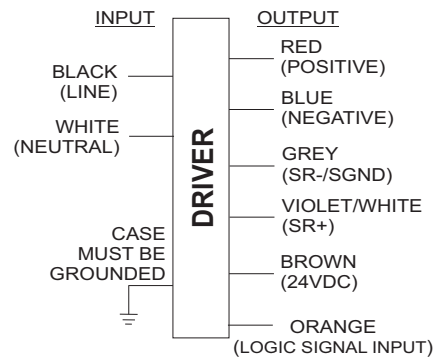 INPUT
OUTPUT
BLACK
(LINE)
WHITE
(NEUTRAL)
CASE
MUST BE
GROUNDED
DRIVER
RED
(POSITIVE)
BLUE
(NEGATIVE)
GREY
(SR-/SGND)
VIOLET/WHITE
(SR+)
BROWN
(24VDC)
ORANGE
(LOGIC SIGNAL INPUT)